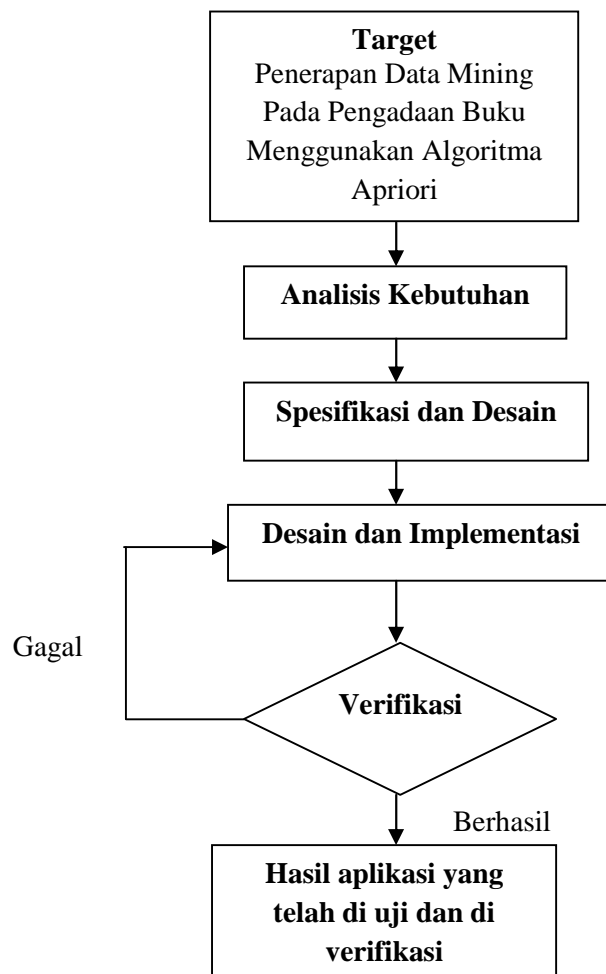 Target
Penerapan Data Mining
Pada Pengadaan Buku
Menggunakan Algoritma
Apriori
Analisis Kebutuhan
Spesifikasi dan Desain
Desain dan Implementasi
Gagal
Verifikasi
Berhasil
Hasil aplikasi yang
telah di uji dan di
verifikasi